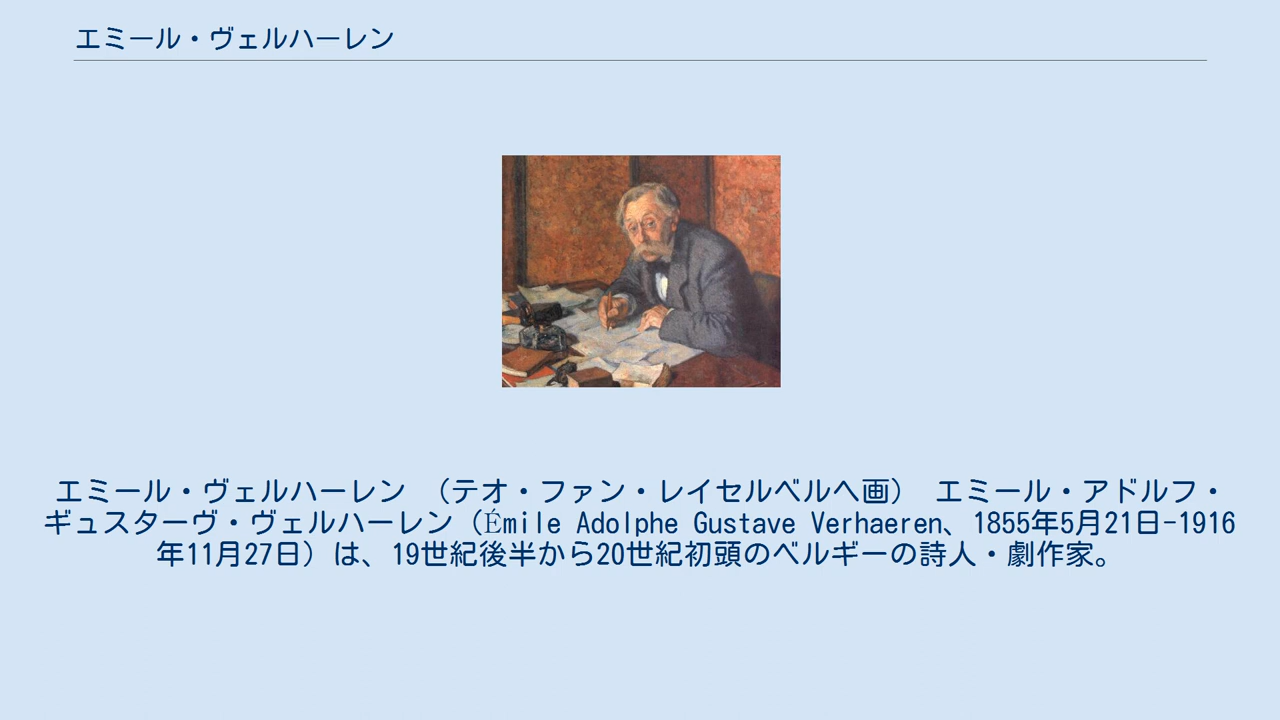 エミール・ヴェルハーレン
エミール・ヴェルハーレン （テオ・ファン・レイセルベルヘ画） エミール・アドルフ・
ギュスターヴ・ヴェルハーレン（Émile Adolphe Gustave Verhaeren、1855年5月21日-1916
年11月27日）は、19世紀後半から20世紀初頭のベルギーの詩人・劇作家。